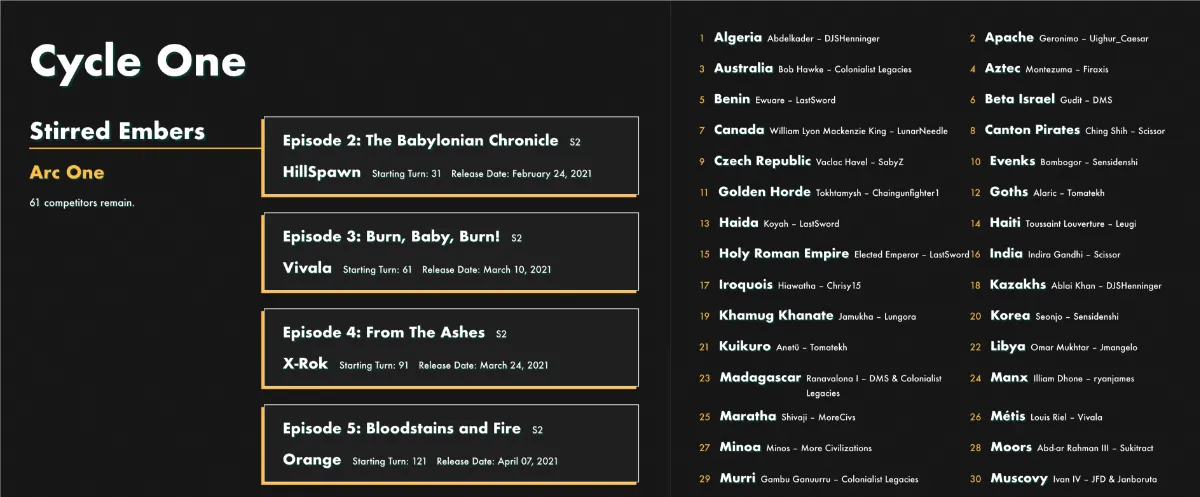 Cycle One
Stirred Embers
Arc One
61 competitors remain.
Episode 2: The Babylonian Chronicle S2
HillSpawn Starting Turn: 31 Release Date: February 24, 2021
Episode 3: Burn, Baby, Burn! S2
Vivala Starting Turn: 61 Release Date: March 10, 2021
Episode 4: From The Ashes S2
X-Rok Starting Turn: 91 Release Date: March 24, 2021
Episode 5: Bloodstains and Fire S2
Orange Starting Turn: 121 Release Date: April 07, 2021
1 Algeria Abdelkader – DJSHenninger
2 Apache Geronimo – Uighur_Caesar
3 Australia Bob Hawke – Colonialist Legacies
4 Aztec Montezuma – Firaxis
5 Benin Ewuare – LastSword
6 Beta Israel Gudit – DMS
7 Canada William Lyon Mackenzie King – LunarNeedle
8 Canton Pirates Ching Shih – Scissor
9 Czech Republic Vaclac Havel – SabyZ
10 Evenks Bombogor – Sensidenshi
11 Golden Horde Tokhtamysh – Chaingunfighter1
12 Goths Alaric – Tomatekh
13 Haida Koyah – LastSword
14 Haiti Toussaint Louverture – Leugi
15 Holy Roman Empire Elected Emperor – LastSword
16 India Indira Gandhi – Scissor
17 Iroquois Hiawatha – Chrisy15
18 Kazakhs Ablai Khan – DJSHenninger
19 Khamug Khanate Jamukha – Lungora
20 Korea Seonjo – Sensidenshi
21 Kuikuro Anetü – Tomatekh
22 Libya Omar Mukhtar – Jmangelo
23 Madagascar Ranavalona I – DMS & Colonialist
Legacies
24 Manx Illiam Dhone – ryanjames
25 Maratha Shivaji – MoreCivs
26 Métis Louis Riel – Vivala
27 Minoa Minos – More Civilizations
28 Moors Abd-ar Rahman III – Sukitract
29 Murri Gambu Ganuurru – Colonialist Legacies
30 Muscovy Ivan IV – JFD & Janboruta